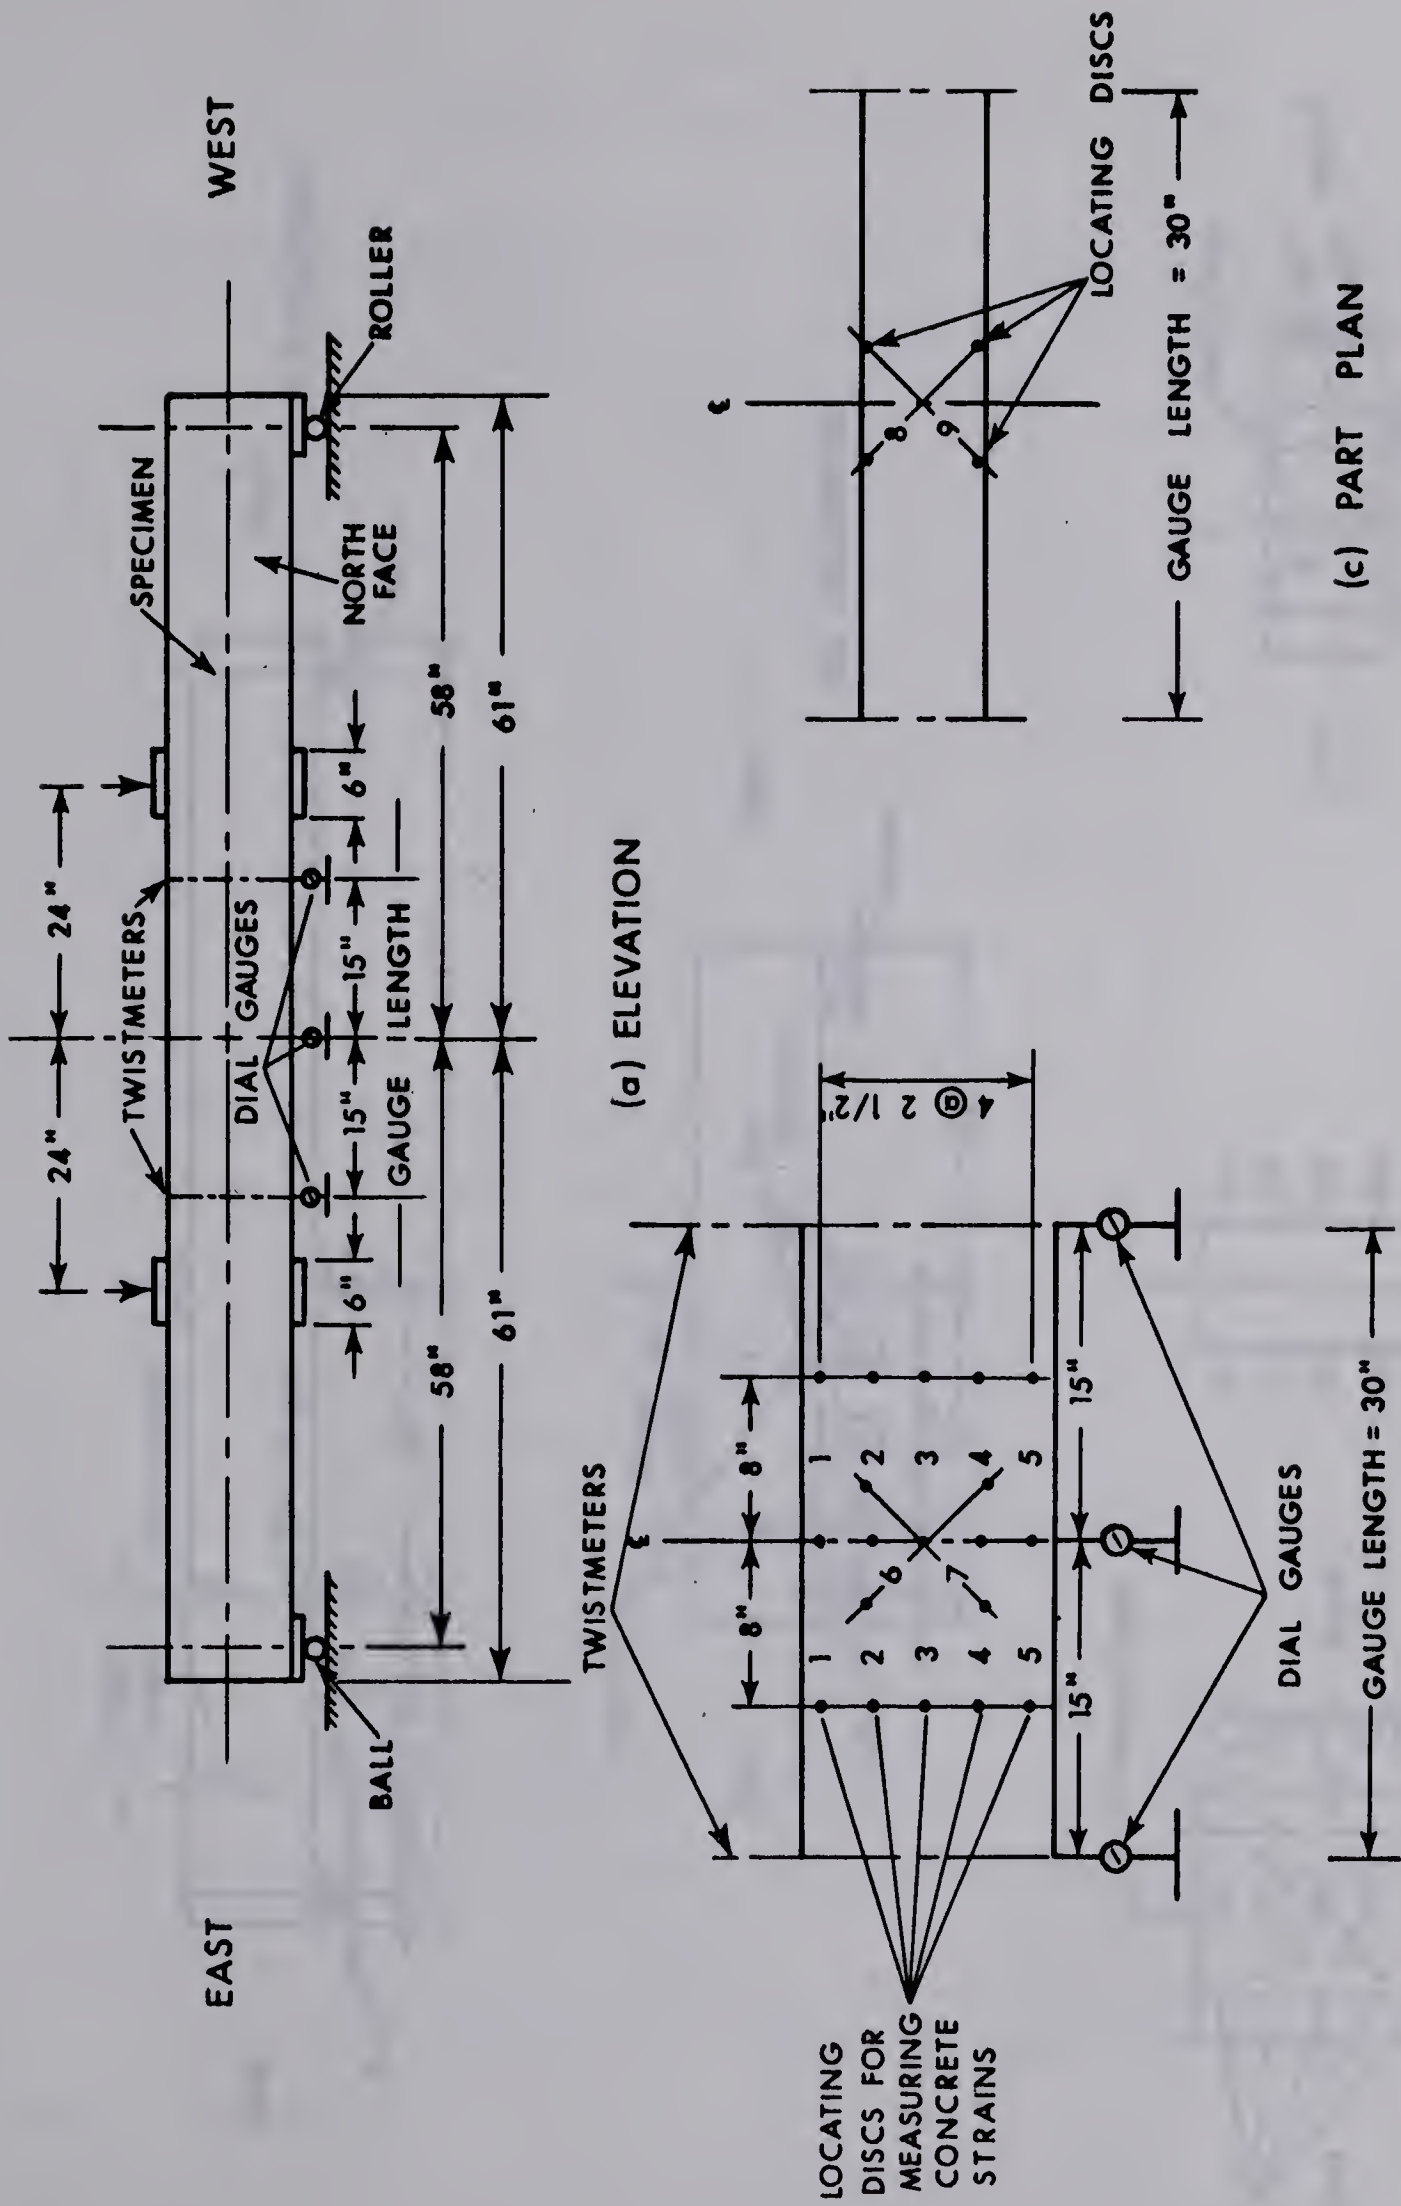 24"
24"
TWISTMETERS
SPECIMEN
EAST
WEST
DIAL GAUGES
NORTH
FACE
BALL
ROLLER
6"
15"
15"
6"
GAUGE LENGTH
58"
58"
61"
61"
(a) ELEVATION
TWISTMETERS
℄
8"
8"
4 @ 2 1/2"
1
1
2
2
3
3
4
4
5
5
6
7
LOCATING
DISCS FOR
MEASURING
CONCRETE
STRAINS
15"
15"
DIAL GAUGES
GAUGE LENGTH = 30"
℄
8
9
LOCATING DISCS
GAUGE LENGTH = 30"
(c) PART PLAN